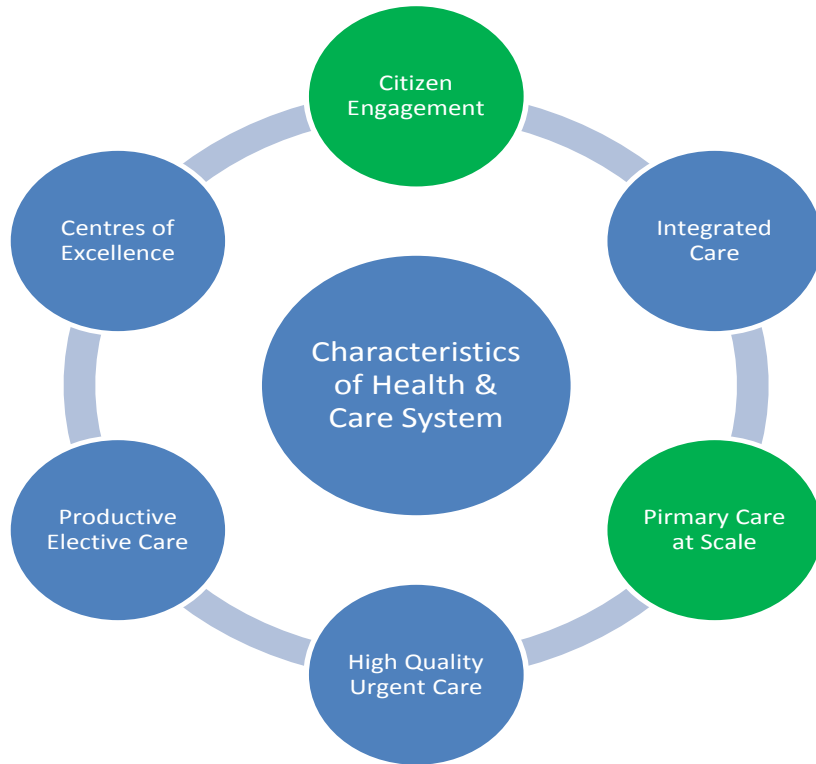 Citizen
Engagement
Centres of
Excellence
Integrated
Care
Characteristics
of Health &
Care System
Productive
Elective Care
Pirmary Care
at Scale
High Quality
Urgent Care